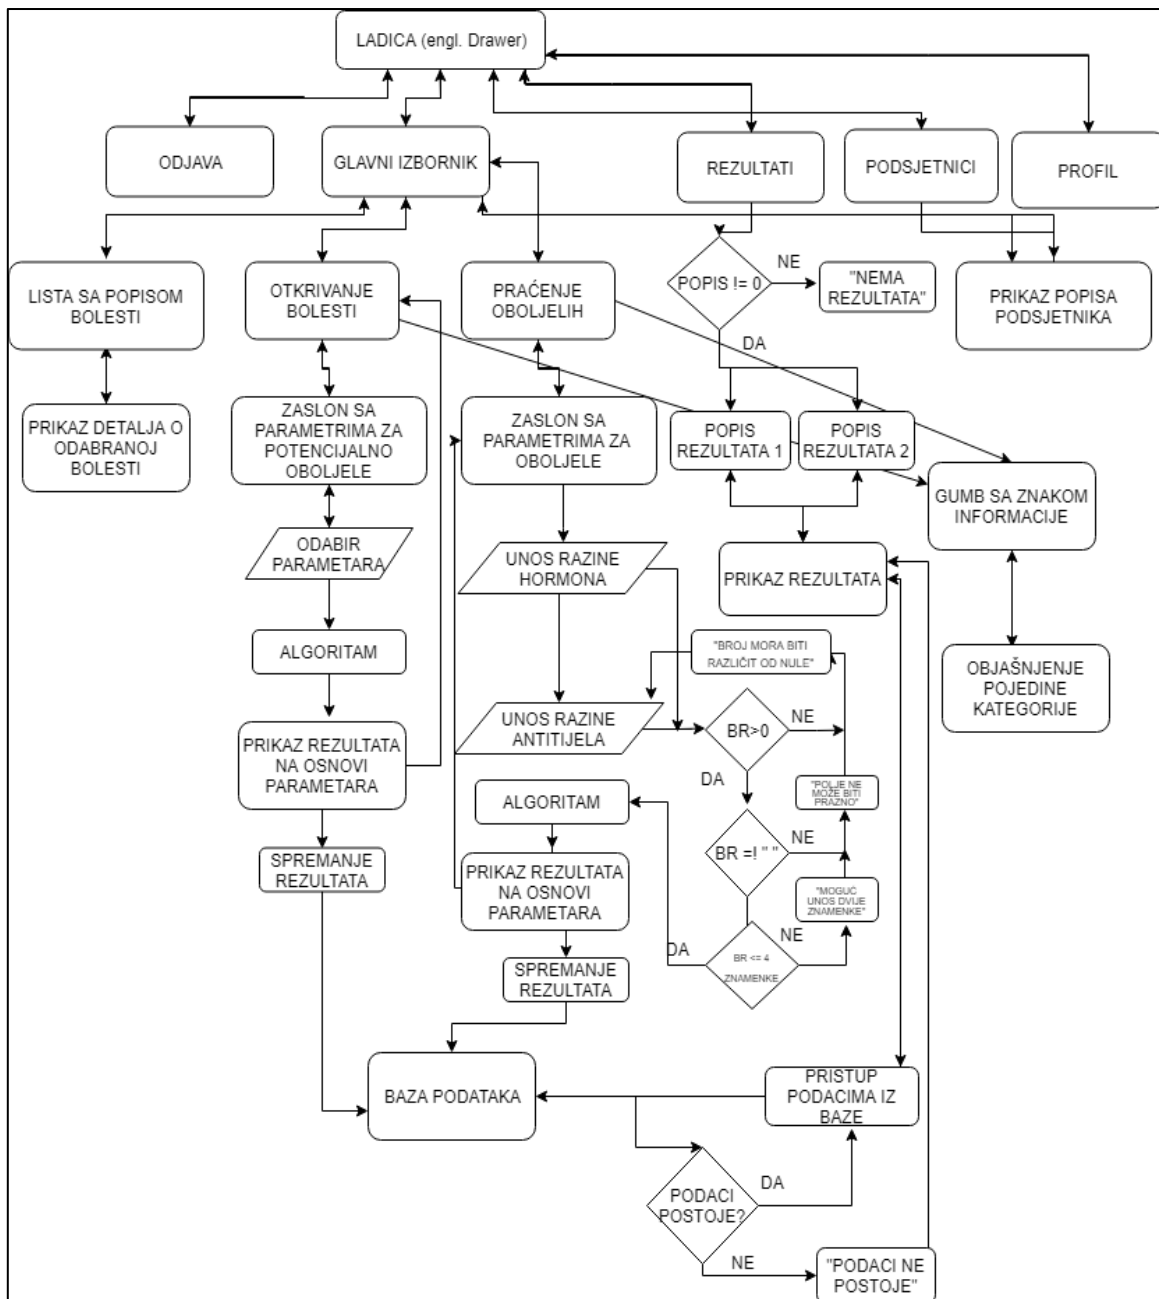 LADICA (engl. Drawer)
ODJAVA
GLAVNI IZBORNIK
REZULTATI
PODSJETNICI
PROFIL
LISTA SA POPISOM
BOLESTI
OTKRIVANJE
BOLESTI
PRAĆENJE
OBOLJELIH
POPIS != 0
NE
"NEMA
REZULTATA"
PRIKAZ POPISA
PODSJETNIKA
DA
PRIKAZ DETALJA O
ODABRANOJ
BOLESTI
ZASLON SA
PARAMETRIMA ZA
POTENCIJALNO
OBOLJELE
ZASLON SA
PARAMETRIMA ZA
OBOLJELE
POPIS
REZULTATA 1
POPIS
REZULTATA 2
GUMB SA ZNAKOM
INFORMACIJE
ODABIR
PARAMETARA
UNOS RAZINE
HORMONA
PRIKAZ REZULTATA
ALGORITAM
"BROJ MORA BITI
RAZLIČIT OD NULE"
OBJAŠNJENJE
POJEDINE
KATEGORIJE
UNOS RAZINE
ANTITIJELA
BR>0
NE
PRIKAZ REZULTATA
NA OSNOVI
PARAMETARA
DA
"POLJE NE
MOŽE BITI
PRAZNO"
ALGORITAM
BR =! " "
NE
SPREMANJE
REZULTATA
PRIKAZ REZULTATA
NA OSNOVI
PARAMETARA
"MOGUĆ
UNOS DVIJE
ZNAMENKE"
DA
NE
BR <= 4
ZNAMENKE
SPREMANJE
REZULTATA
BAZA PODATAKA
PRISTUP
PODACIMA IZ
BAZE
PODACI
POSTOJE?
DA
NE
"PODACI NE
POSTOJE"